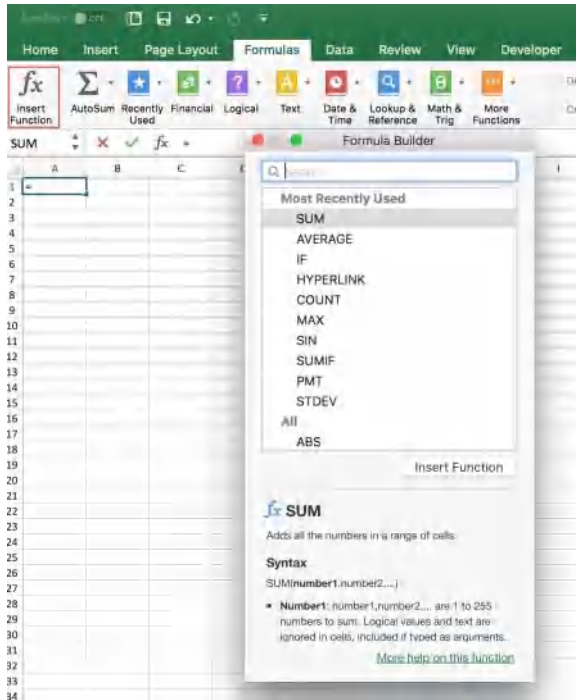 Home Insert Page Layout Formulas Data Review View Developer
fx
Insert Function
AutoSum
Recently Used
Financial
Logical
Text
Date & Time
Lookup & Reference
Math & Trig
More Functions
SUM fx =
Formula Builder
A B C I
1 =
2
3
4
5
6
7
8
9
10
11
12
13
14
15
16
17
18
19
20
21
22
23
24
25
26
27
28
29
30
31
32
33
34
Most Recently Used
SUM
AVERAGE
IF
HYPERLINK
COUNT
MAX
SIN
SUMIF
PMT
STDEV
All
ABS
Insert Function
fx SUM
Adds all the numbers in a range of cells.
Syntax
SUM(number1,number2,...)
• Number1: number1,number2,... are 1 to 255
numbers to sum. Logical values and text are
ignored in cells, included if typed as arguments.
More help on this function